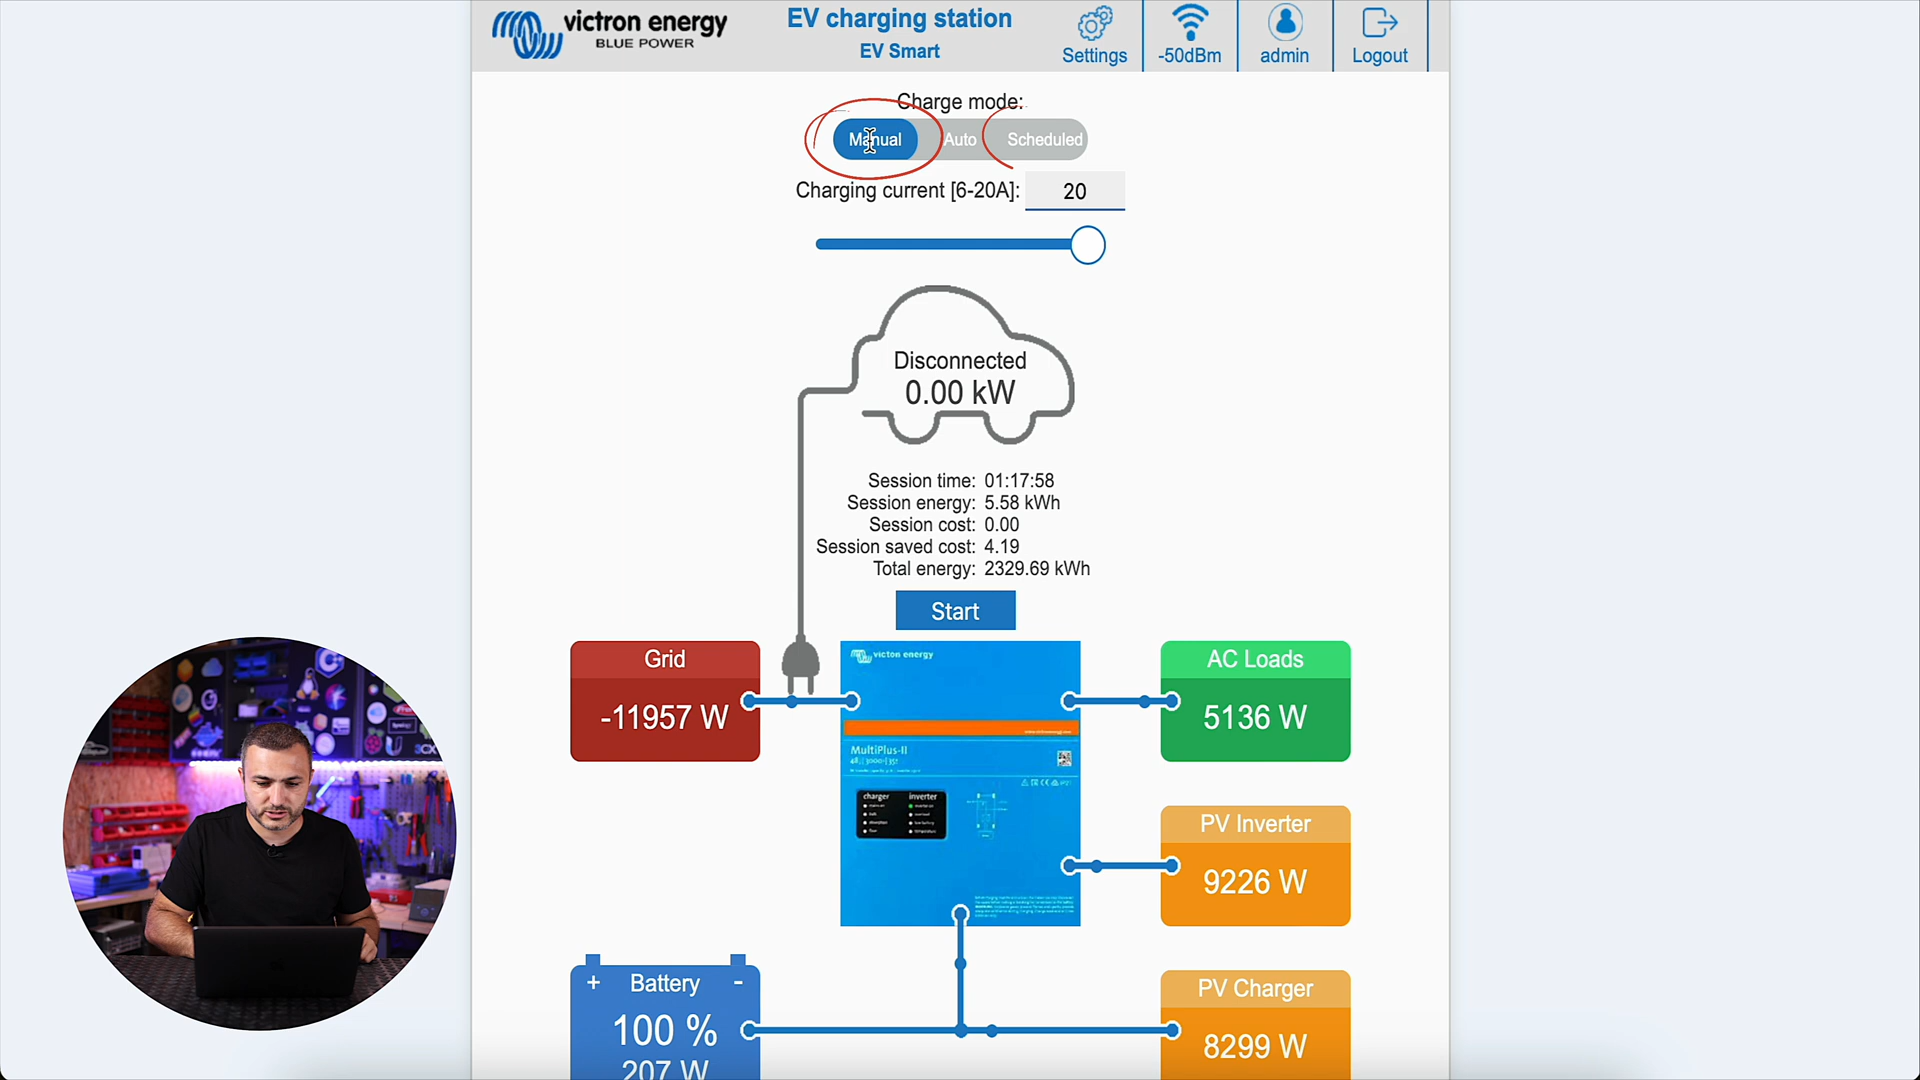 victron energy
BLUE POWER
EV charging station
EV Smart
Settings
-50dBm
admin
Logout
Charge mode:
Manual
Auto
Scheduled
Charging current [6-20A]:
20
Disconnected
0.00 kW
Session time: 01:17:58
Session energy: 5.58 kWh
Session cost: 0.00
Session saved cost: 4.19
Total energy: 2329.69 kWh
Start
Grid
-11957 W
victon energy
MultiPlus-II
charger
inverter
AC Loads
5136 W
PV Inverter
9226 W
+ Battery -
100 %
207 W
PV Charger
8299 W